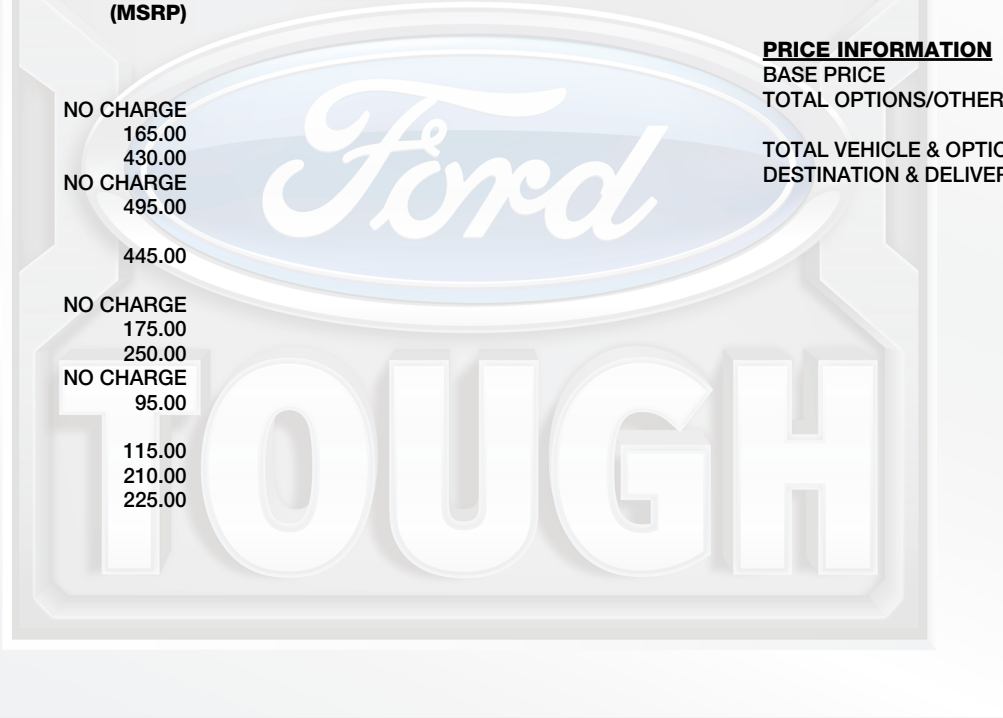 (MSRP)
NO CHARGE
165.00
430.00
NO CHARGE
495.00
445.00
NO CHARGE
175.00
250.00
NO CHARGE
95.00
115.00
210.00
225.00
PRICE INFORMATION
BASE PRICE
TOTAL OPTIONS/OTHER
TOTAL VEHICLE & OPTIO
DESTINATION & DELIVER
Ford
TOUGH